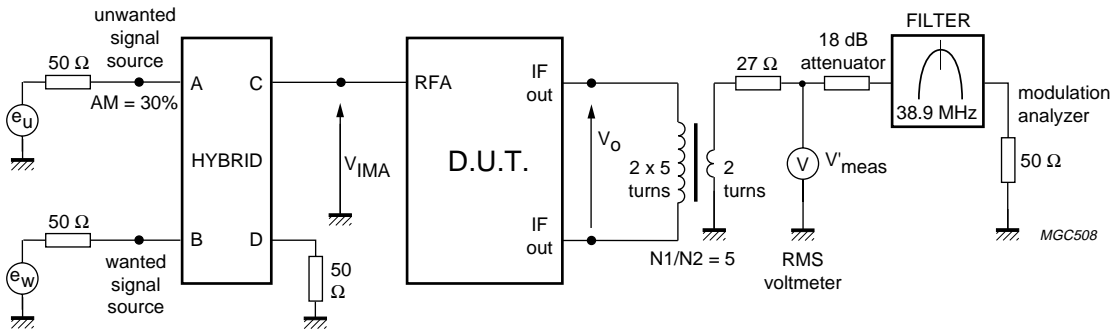 unwanted
signal
source
50 Ω
e_u
AM = 30%
50 Ω
e_w
wanted
signal
source
A
C
HYBRID
B
D
50
Ω
V_IMA
RFA
D.U.T.
IF
out
IF
out
V_o
2 x 5
turns
2
turns
N1/N2 = 5
27 Ω
18 dB
attenuator
V
V'_meas
RMS
voltmeter
FILTER
38.9 MHz
modulation
analyzer
50 Ω
MGC508